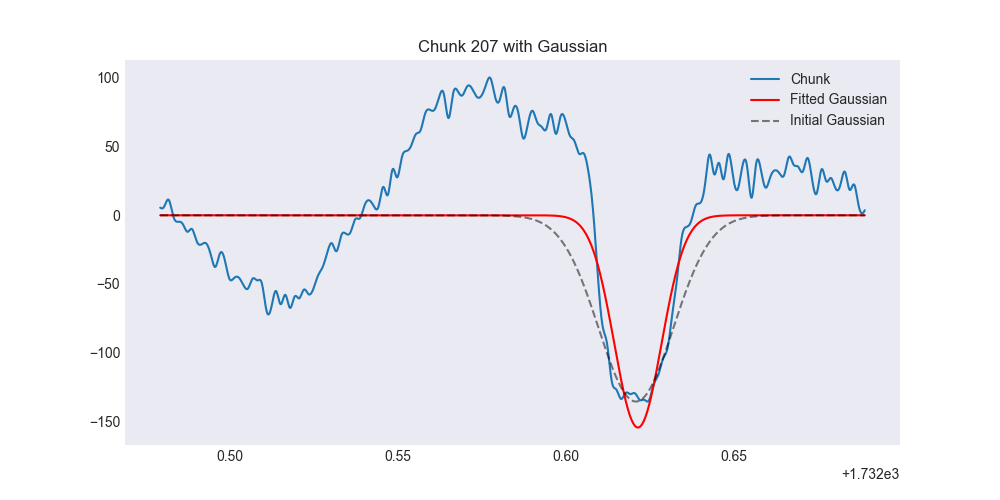 Chunk 207 with Gaussian
Chunk
Fitted Gaussian
Initial Gaussian
100
50
0
−50
−100
−150
0.50 0.55 0.60 0.65
+1.732e3